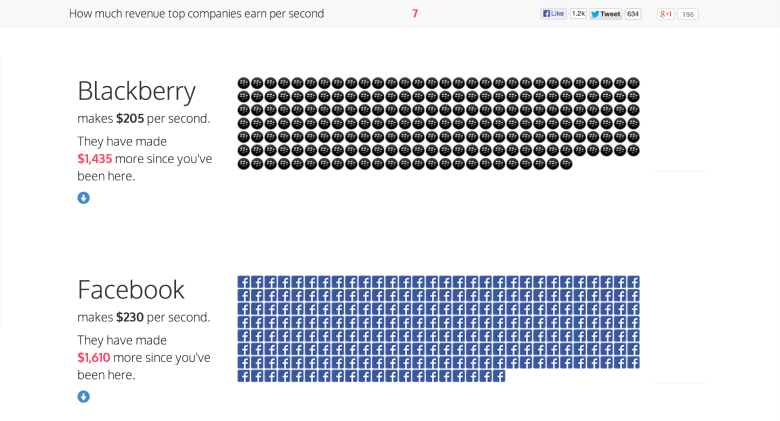 How much revenue top companies earn per second 7 Like 1.2k Tweet 634 g+1 196
Blackberry
makes $205 per second.
They have made
$1,435 more since you've
been here.
Facebook
makes $230 per second.
They have made
$1,610 more since you've
been here.